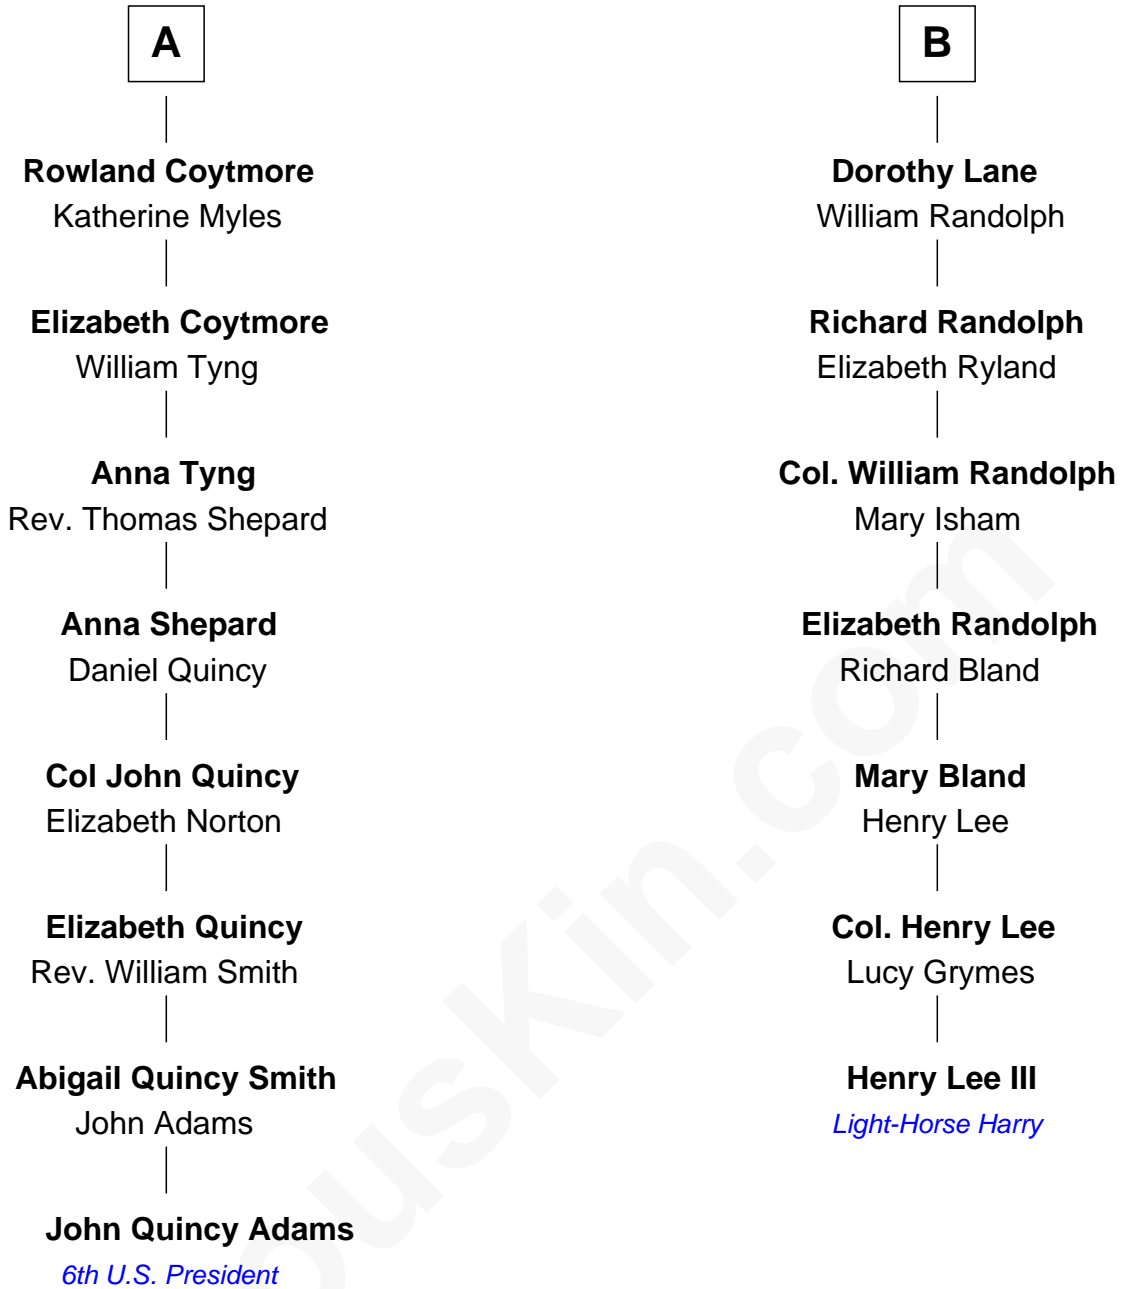 A
Rowland Coytmore
Katherine Myles
Elizabeth Coytmore
William Tyng
Anna Tyng
Rev. Thomas Shepard
Anna Shepard
Daniel Quincy
Col John Quincy
Elizabeth Norton
Elizabeth Quincy
Rev. William Smith
Abigail Quincy Smith
John Adams
John Quincy Adams
6th U.S. President
B
Dorothy Lane
William Randolph
Richard Randolph
Elizabeth Ryland
Col. William Randolph
Mary Isham
Elizabeth Randolph
Richard Bland
Mary Bland
Henry Lee
Col. Henry Lee
Lucy Grymes
Henry Lee III
Light-Horse Harry
ousKin.com